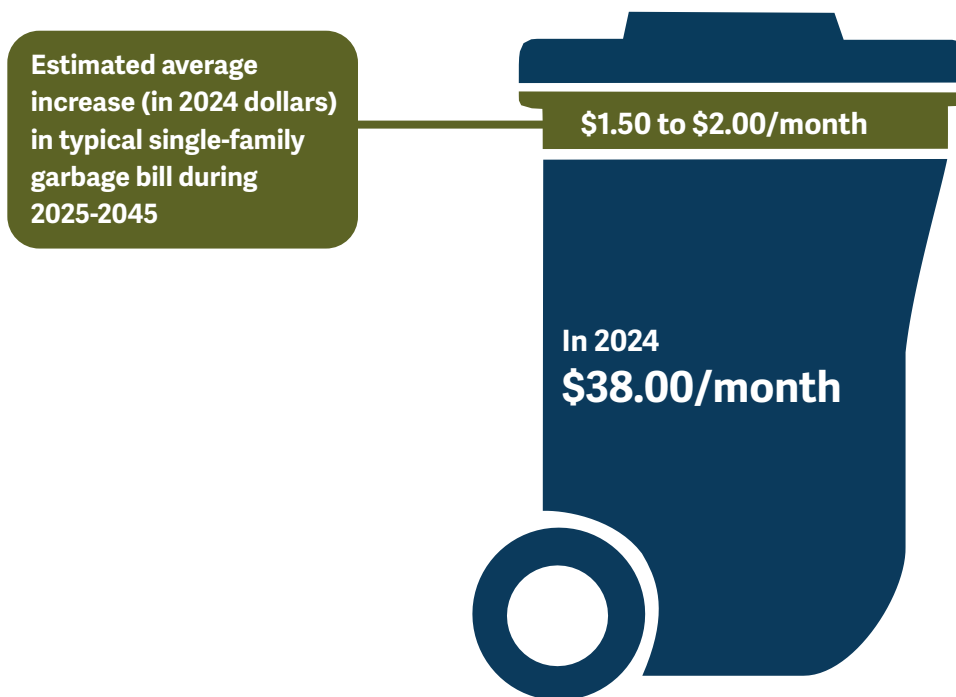 Estimated average
increase (in 2024 dollars)
in typical single-family
garbage bill during
2025-2045
$1.50 to $2.00/month
In 2024
$38.00/month